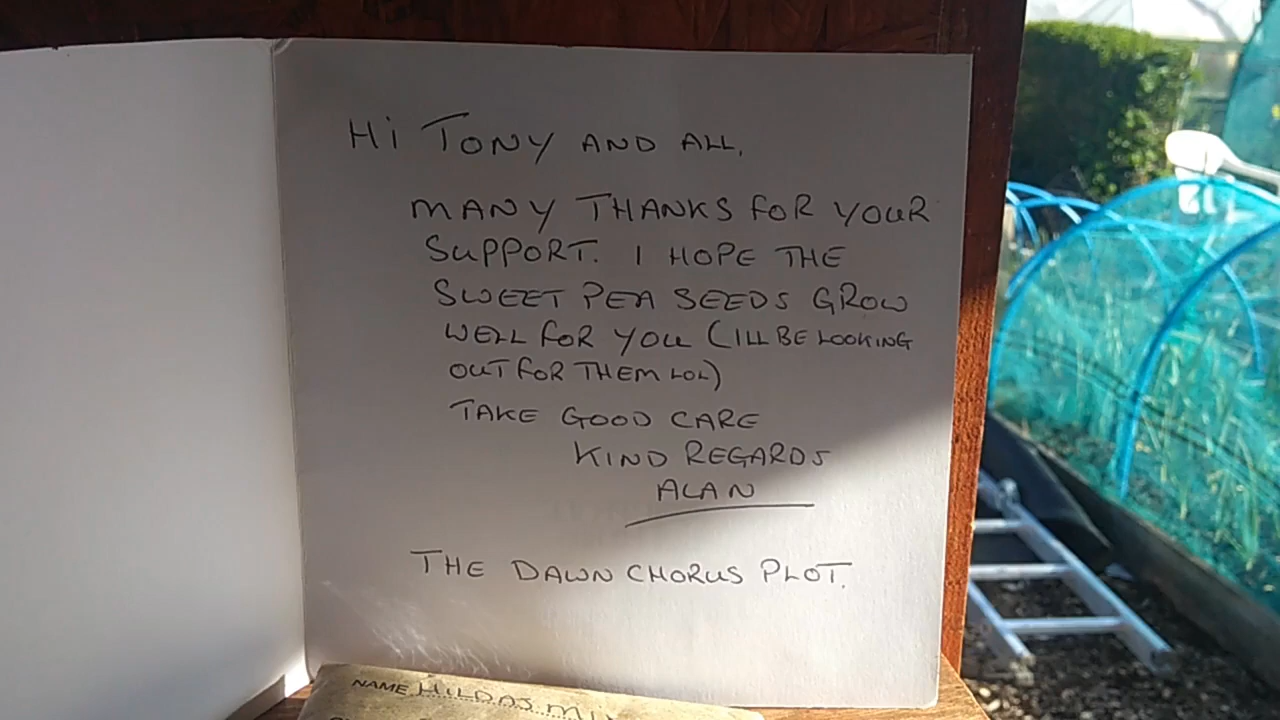 Hi TONY AND ALL,
MANY THANKS FOR YOUR
SUPPORT. I HOPE THE
SWEET PEA SEEDS GROW
WELL FOR YOU (ILL BE LOOKING
OUT FOR THEM LOL)
TAKE GOOD CARE
KIND REGARDS
ALAN
THE DAWN CHORUS PLOT.
NAME HILDAS